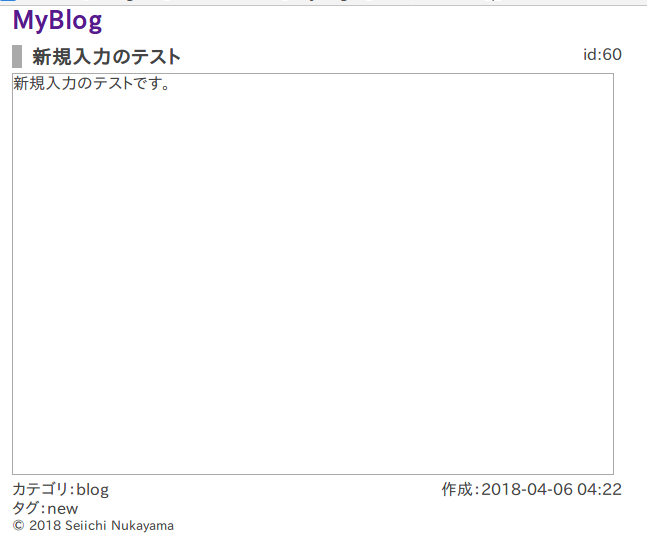 MyBlog
新規入力のテスト id:60
新規入力のテストです。
カテゴリ:blog 作成:2018-04-06 04:22
タグ:new
© 2018 Seiichi Nukayama